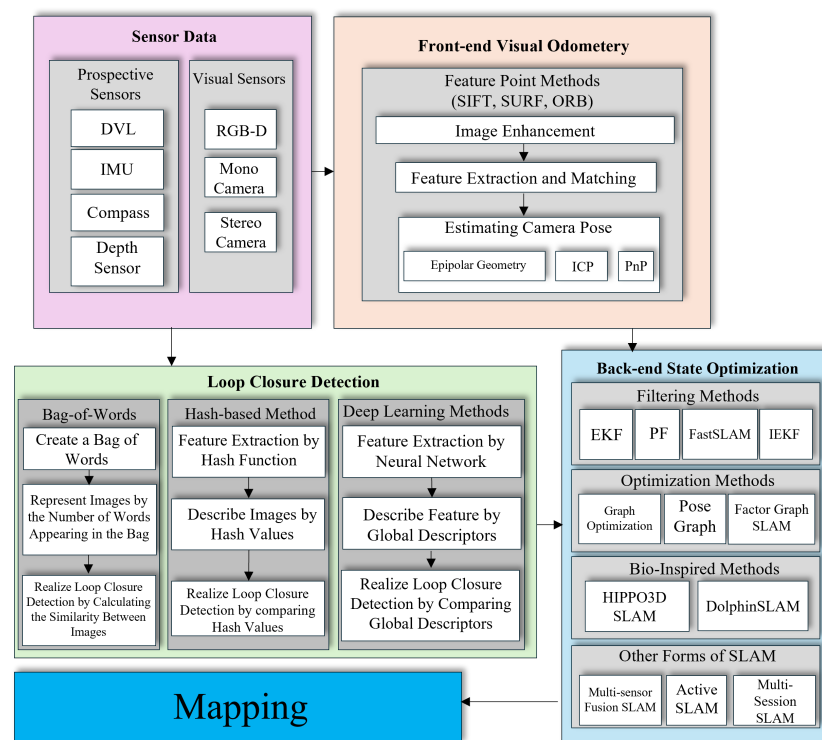 Sensor Data
Prospective
Sensors
DVL
IMU
Compass
Depth
Sensor
Visual Sensors
RGB-D
Mono
Camera
Stereo
Camera
Front-end Visual Odometery
Feature Point Methods
(SIFT, SURF, ORB)
Image Enhancement
Feature Extraction and Matching
Estimating Camera Pose
Epipolar Geometry
ICP
PnP
Loop Closure Detection
Bag-of-Words
Create a Bag of
Words
Represent Images by
the Number of Words
Appearing in the Bag
Realize Loop Closure
Detection by Calculating
the Similarity Between
Images
Hash-based Method
Feature Extraction by
Hash Function
Describe Images by
Hash Values
Realize Loop Closure
Detection by comparing
Hash Values
Deep Learning Methods
Feature Extraction by
Neural Network
Describe Feature by
Global Descriptors
Realize Loop Closure
Detection by Comparing
Global Descriptors
Back-end State Optimization
Filtering Methods
EKF
PF
FastSLAM
IEKF
Optimization Methods
Graph
Optimization
Pose
Graph
Factor Graph
SLAM
Bio-Inspired Methods
HIPPO3D
SLAM
DolphinSLAM
Other Forms of SLAM
Multi-sensor
Fusion SLAM
Active
SLAM
Multi-
Session
SLAM
Mapping